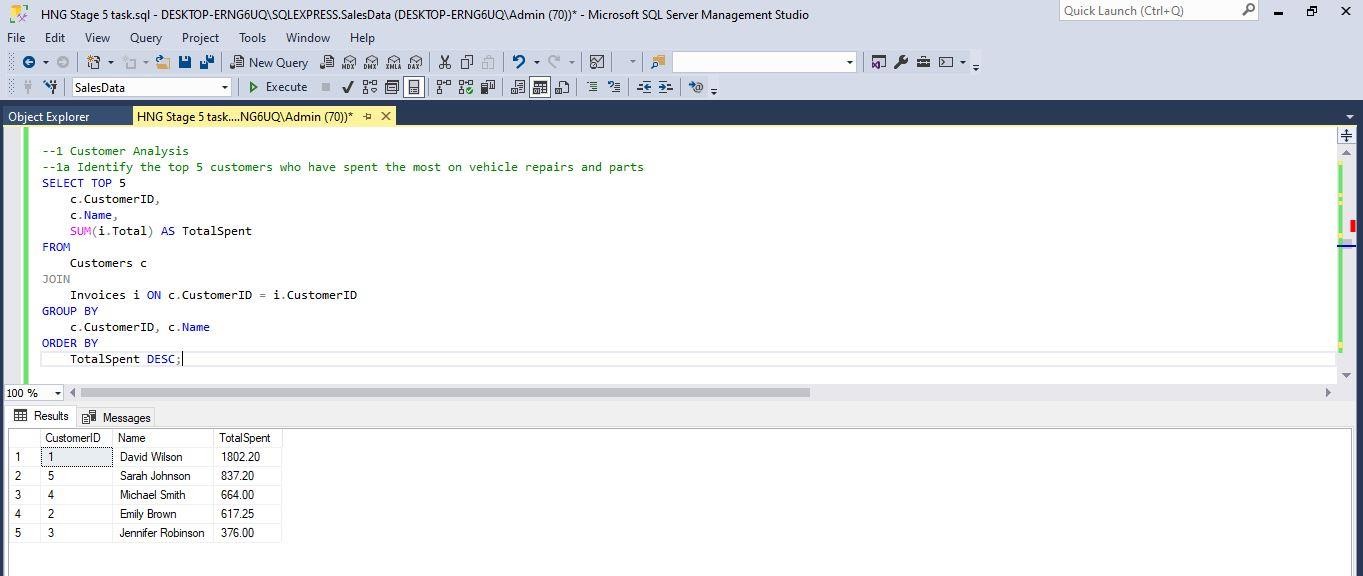 HNG Stage 5 task.sql - DESKTOP-ERNG6UQ\SQLEXPRESS.SalesData (DESKTOP-ERNG6UQ\Admin (70))* - Microsoft SQL Server Management Studio
Quick Launch (Ctrl+Q)
File Edit View Query Project Tools Window Help
New Query
MDX DMX XMLA DAX
SalesData Execute
Object Explorer HNG Stage 5 task....NG6UQ\Admin (70))*
--1 Customer Analysis
--1a Identify the top 5 customers who have spent the most on vehicle repairs and parts
SELECT TOP 5
c.CustomerID,
c.Name,
SUM(i.Total) AS TotalSpent
FROM
Customers c
JOIN
Invoices i ON c.CustomerID = i.CustomerID
GROUP BY
c.CustomerID, c.Name
ORDER BY
TotalSpent DESC;
100 %
Results Messages
CustomerID Name TotalSpent
1 1 David Wilson 1802.20
2 5 Sarah Johnson 837.20
3 4 Michael Smith 664.00
4 2 Emily Brown 617.25
5 3 Jennifer Robinson 376.00